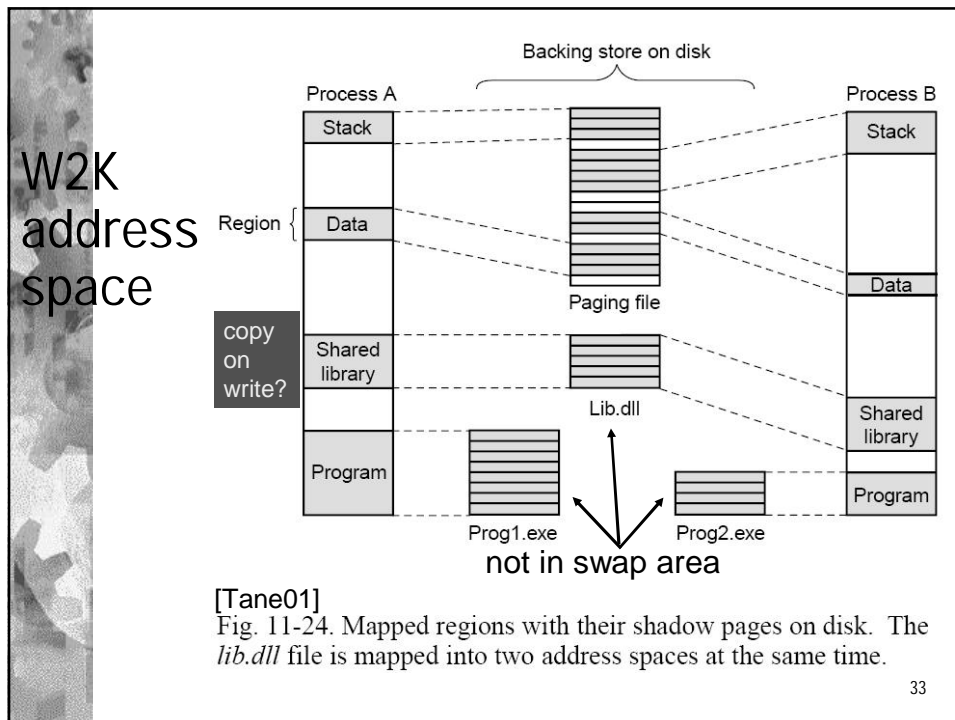 W2K
address
space
Backing store on disk
Process A
Process B
Stack
Stack
Region
Data
Data
Paging file
copy
on
write?
Shared
library
Lib.dll
Shared
library
Program
Program
Prog1.exe
Prog2.exe
not in swap area
[Tane01]
Fig. 11-24. Mapped regions with their shadow pages on disk. The
lib.dll file is mapped into two address spaces at the same time.
33